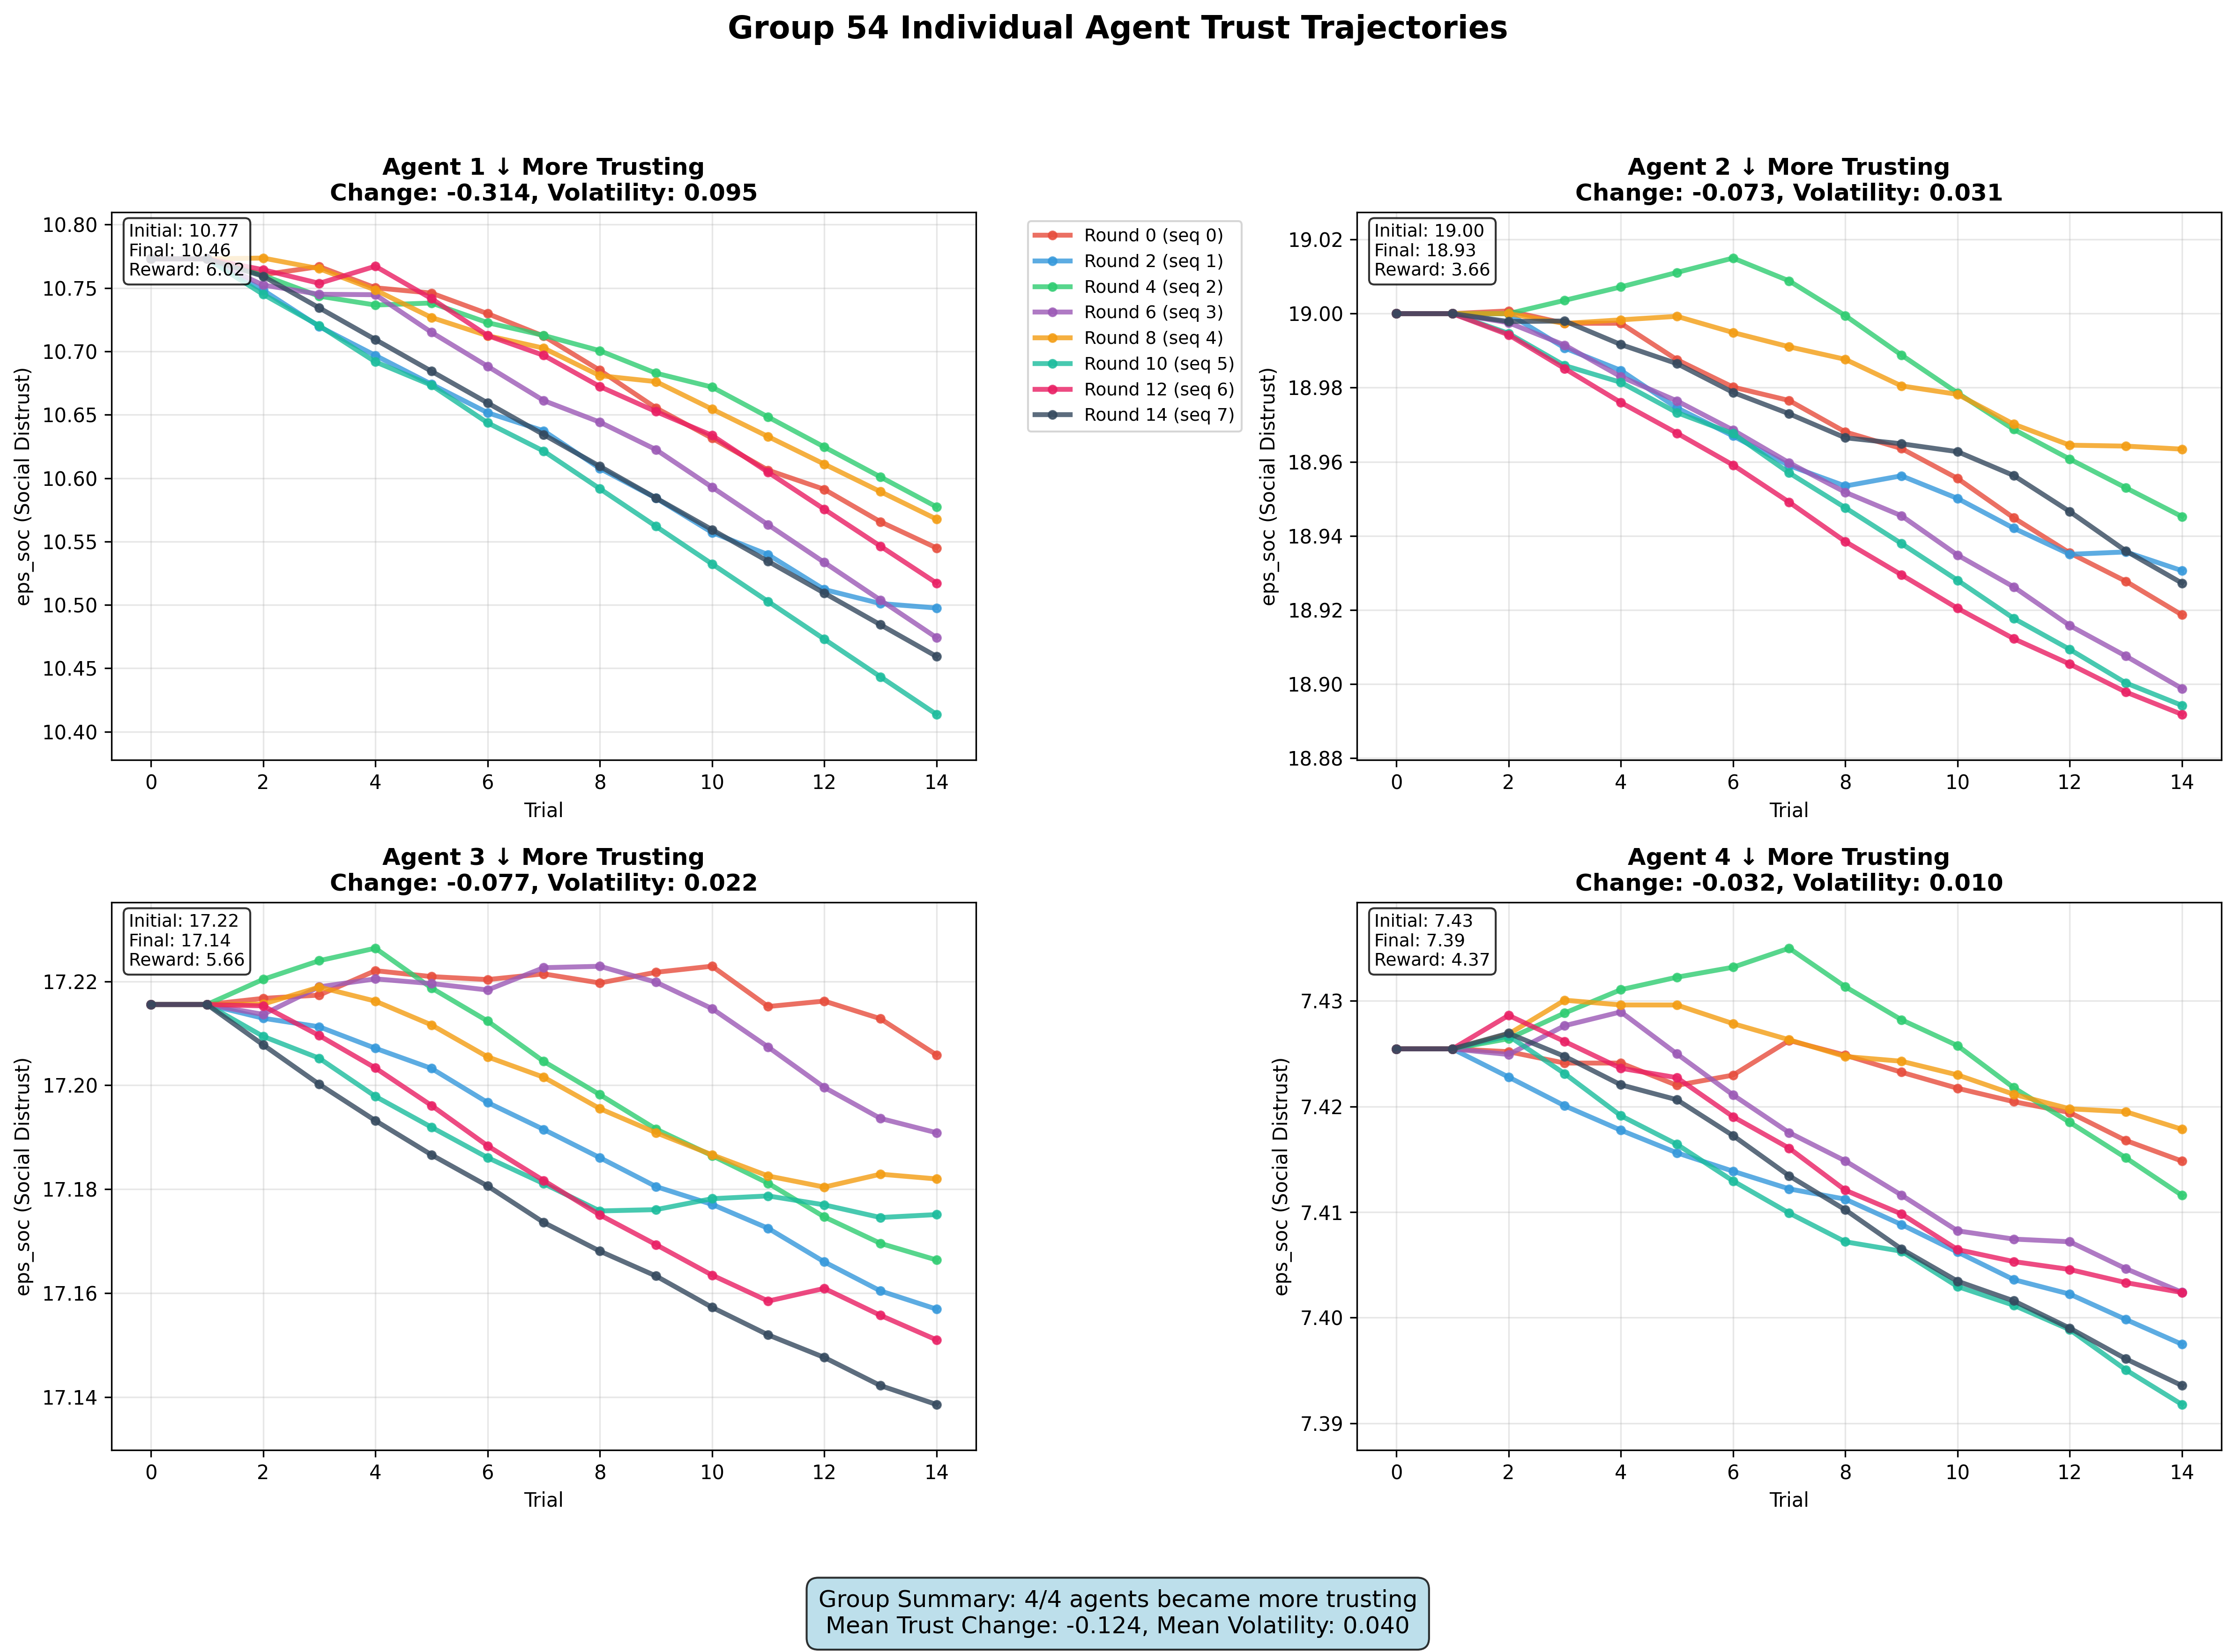 Group 54 Individual Agent Trust Trajectories
Agent 1 ↓ More Trusting
Change: -0.314, Volatility: 0.095
Initial: 10.77
Final: 10.46
Reward: 6.02
eps_soc (Social Distrust)
10.80
10.75
10.70
10.65
10.60
10.55
10.50
10.45
10.40
0 2 4 6 8 10 12 14
Trial
Round 0 (seq 0)
Round 2 (seq 1)
Round 4 (seq 2)
Round 6 (seq 3)
Round 8 (seq 4)
Round 10 (seq 5)
Round 12 (seq 6)
Round 14 (seq 7)
Agent 2 ↓ More Trusting
Change: -0.073, Volatility: 0.031
Initial: 19.00
Final: 18.93
Reward: 3.66
eps_soc (Social Distrust)
19.02
19.00
18.98
18.96
18.94
18.92
18.90
18.88
0 2 4 6 8 10 12 14
Trial
Agent 3 ↓ More Trusting
Change: -0.077, Volatility: 0.022
Initial: 17.22
Final: 17.14
Reward: 5.66
eps_soc (Social Distrust)
17.22
17.20
17.18
17.16
17.14
0 2 4 6 8 10 12 14
Trial
Agent 4 ↓ More Trusting
Change: -0.032, Volatility: 0.010
Initial: 7.43
Final: 7.39
Reward: 4.37
eps_soc (Social Distrust)
7.43
7.42
7.41
7.40
7.39
0 2 4 6 8 10 12 14
Trial
Group Summary: 4/4 agents became more trusting
Mean Trust Change: -0.124, Mean Volatility: 0.040